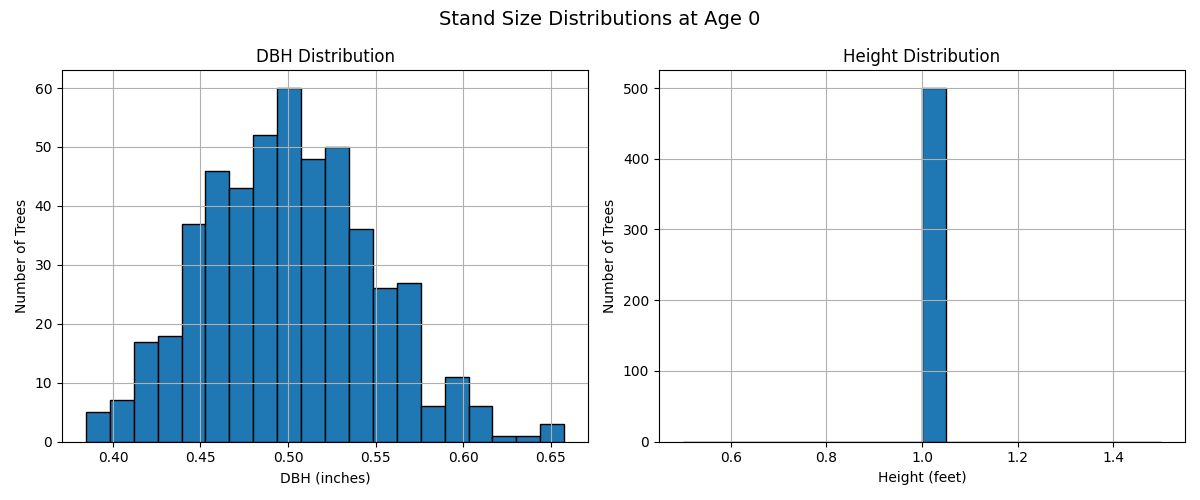 Stand Size Distributions at Age 0
DBH Distribution
Number of Trees
60
50
40
30
20
10
0
0.40 0.45 0.50 0.55 0.60 0.65
DBH (inches)
Height Distribution
Number of Trees
500
400
300
200
100
0
0.6 0.8 1.0 1.2 1.4
Height (feet)